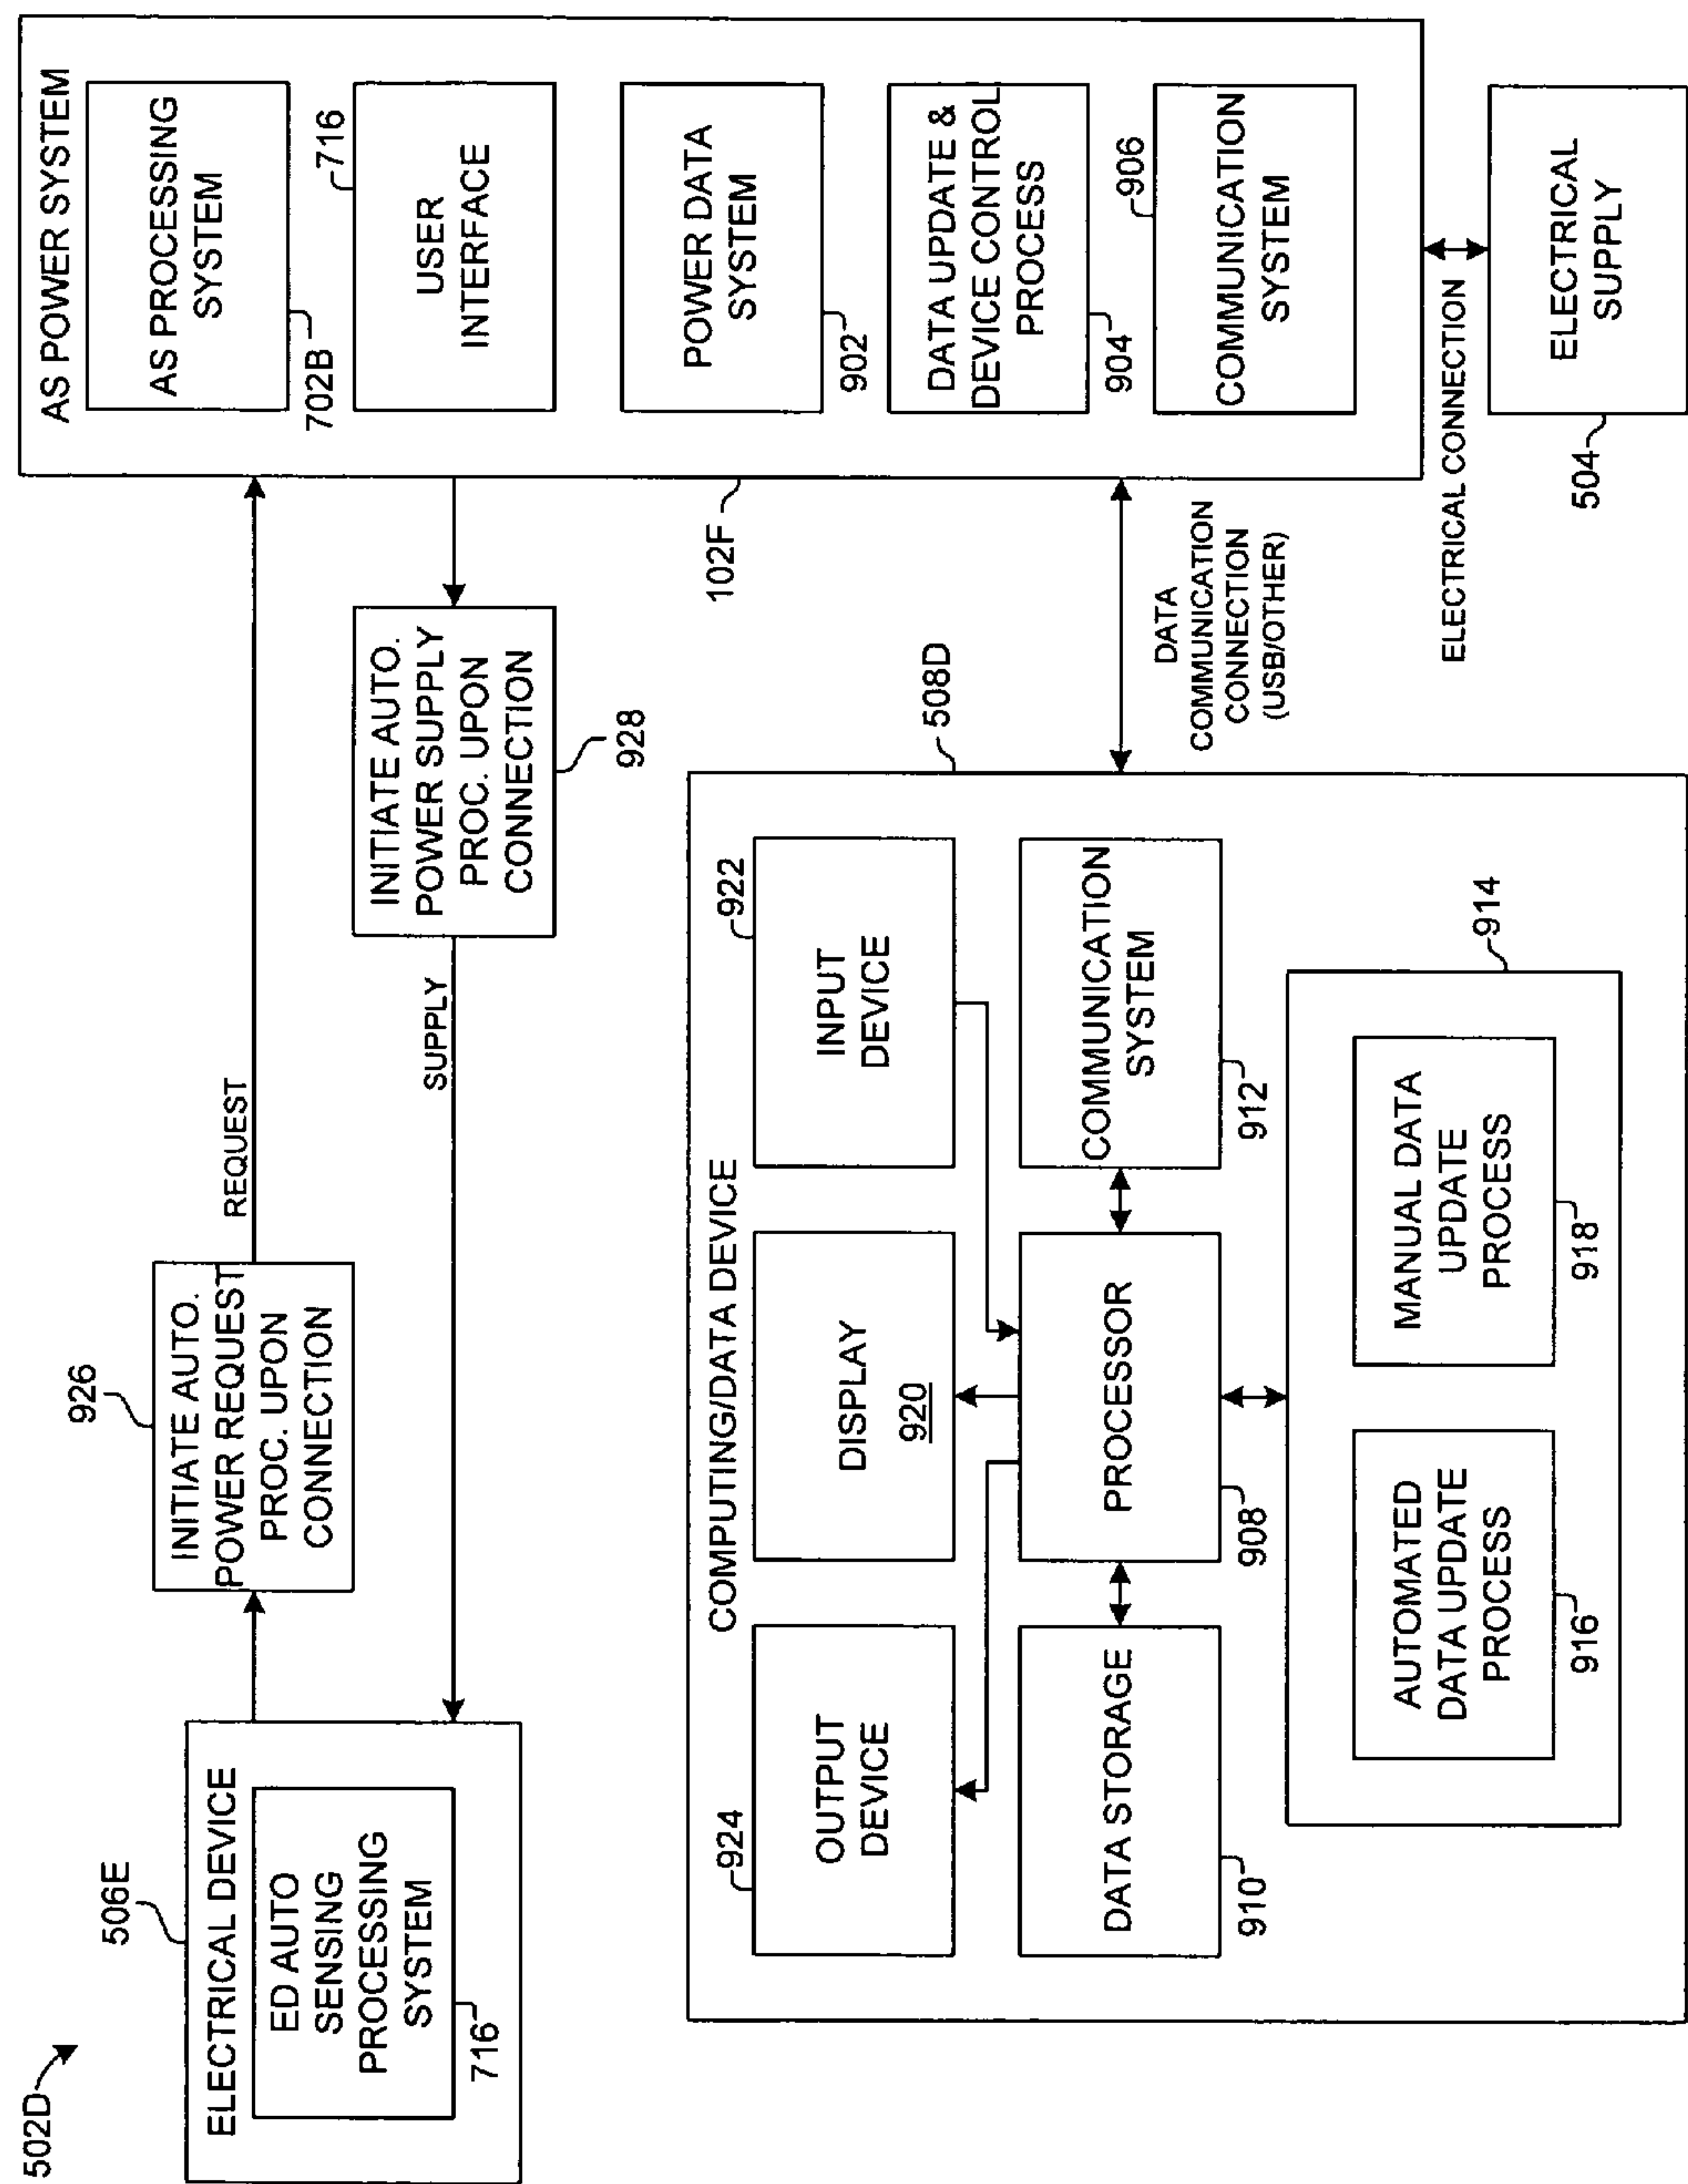 502D
506E
ELECTRICAL DEVICE
ED AUTO
SENSING
PROCESSING
SYSTEM
716
926
INITIATE AUTO.
POWER REQUEST
PROC. UPON
CONNECTION
REQUEST
SUPPLY
INITIATE AUTO.
POWER SUPPLY
PROC. UPON
CONNECTION
928
AS POWER SYSTEM
AS PROCESSING
SYSTEM
702B
716
USER
INTERFACE
POWER DATA
SYSTEM
902
DATA UPDATE &
DEVICE CONTROL
PROCESS
904
906
COMMUNICATION
SYSTEM
102F
DATA
COMMUNICATION
CONNECTION
(USB/OTHER)
ELECTRICAL CONNECTION
ELECTRICAL
SUPPLY
504
508D
COMPUTING/DATA DEVICE
924
OUTPUT
DEVICE
DISPLAY
920
922
INPUT
DEVICE
DATA STORAGE
910
PROCESSOR
908
COMMUNICATION
SYSTEM
912
914
AUTOMATED
DATA UPDATE
PROCESS
916
MANUAL DATA
UPDATE
PROCESS
918